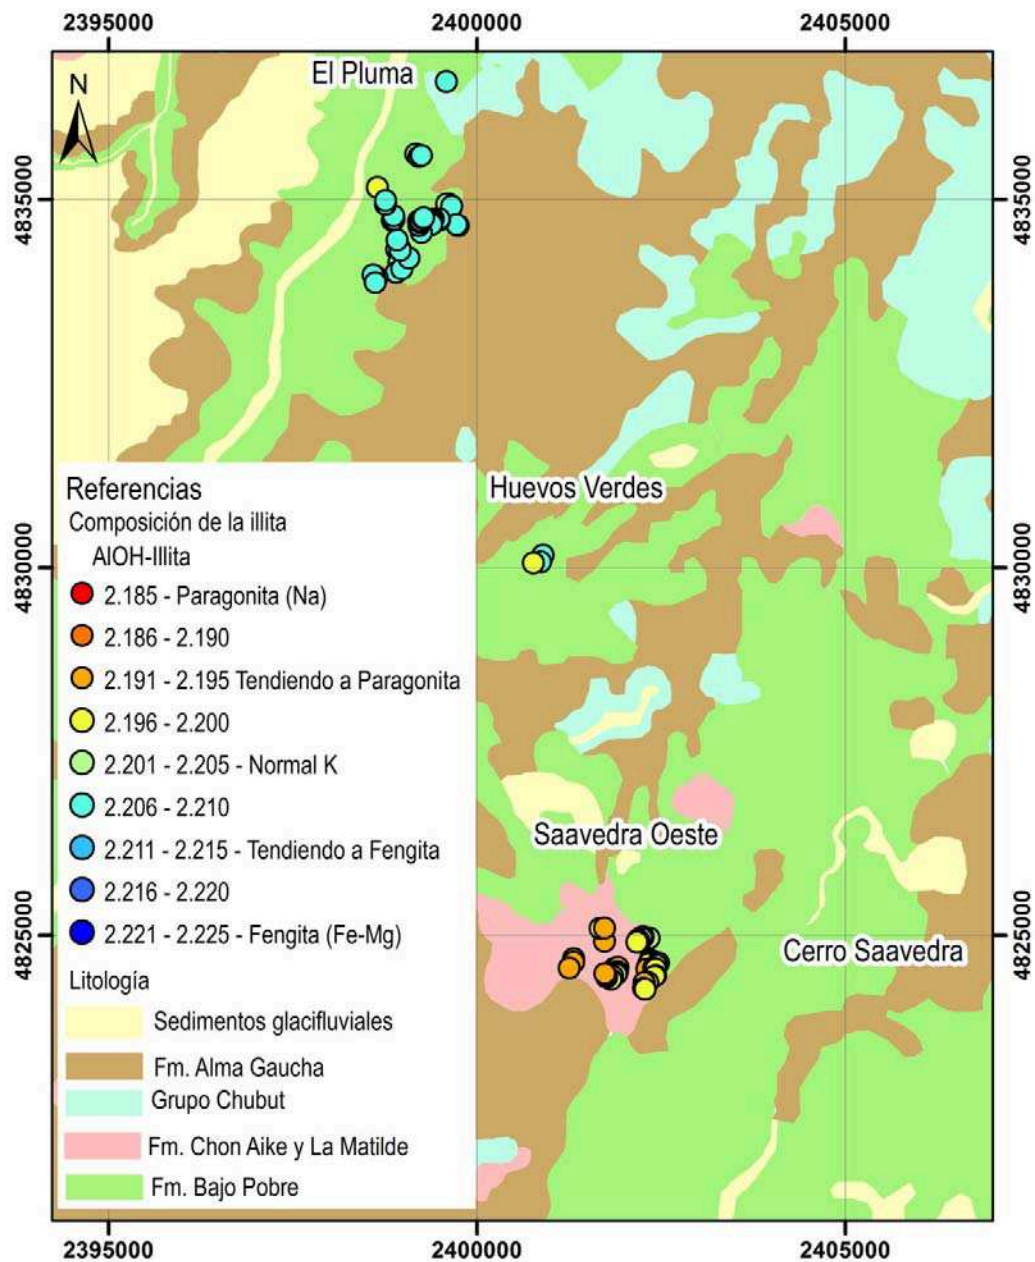 2395000 2400000 2405000
El Pluma
N
4835000 4835000
Huevos Verdes
Referencias
Composición de la illita
AlOH-Illita
2.185 - Paragonita (Na)
2.186 - 2.190
2.191 - 2.195 Tendiendo a Paragonita
2.196 - 2.200
2.201 - 2.205 - Normal K
2.206 - 2.210
2.211 - 2.215 - Tendiendo a Fengita
2.216 - 2.220
2.221 - 2.225 - Fengita (Fe-Mg)
Litología
Sedimentos glacifluviales
Fm. Alma Gaucha
Grupo Chubut
Fm. Chon Aike y La Matilde
Fm. Bajo Pobre
4830000 4830000
Saavedra Oeste
4825000 4825000
Cerro Saavedra
2395000 2400000 2405000